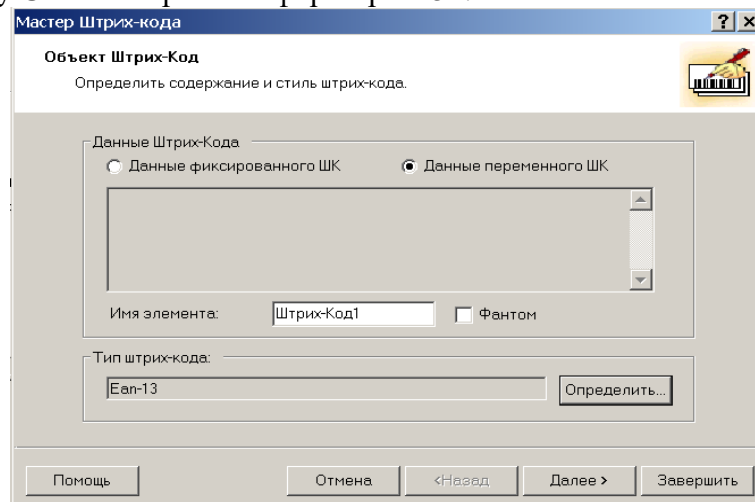 Мастер Штрих-кода
Объект Штрих-Код
Определить содержание и стиль штрих-кода.
Данные Штрих-Кода
Данные фиксированного ШК Данные переменного ШК
Имя элемента: Штрих-Код1 Фантом
Тип штрих-кода:
Ean-13 Определить...
Помощь Отмена <Назад Далее > Завершить